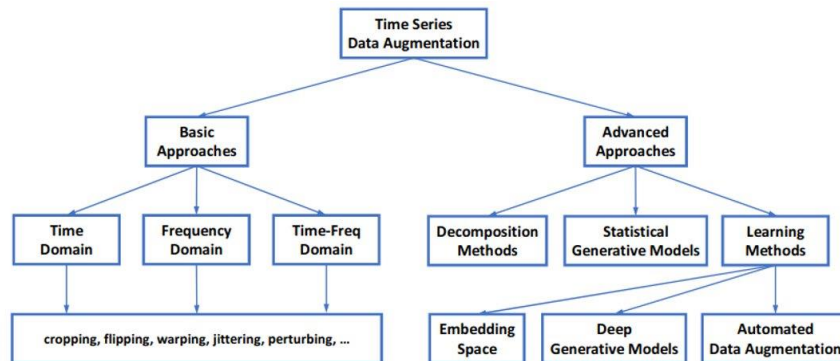 Time Series
Data Augmentation
Basic
Approaches
Advanced
Approaches
Time
Domain
Frequency
Domain
Time-Freq
Domain
Decomposition
Methods
Statistical
Generative Models
Learning
Methods
cropping, flipping, warping, jittering, perturbing, ...
Embedding
Space
Deep
Generative Models
Automated
Data Augmentation